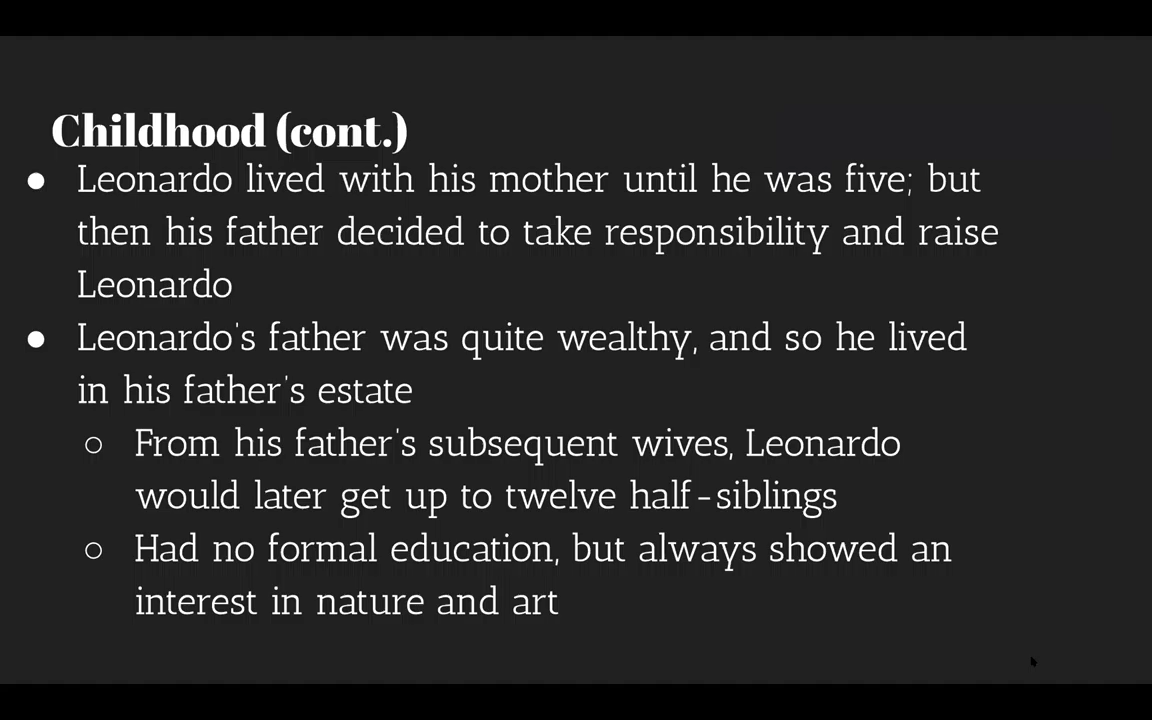 Childhood (cont.)
● Leonardo lived with his mother until he was five; but
then his father decided to take responsibility and raise
Leonardo
● Leonardo's father was quite wealthy, and so he lived
in his father's estate
○ From his father's subsequent wives, Leonardo
would later get up to twelve half-siblings
○ Had no formal education, but always showed an
interest in nature and art